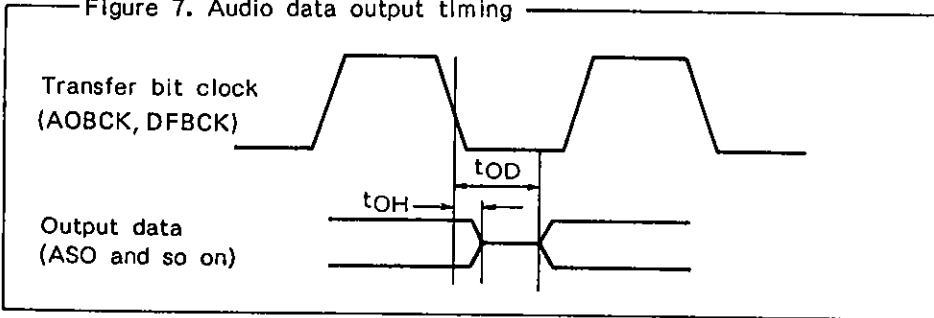 Figure 7. Audio data output timing
Transfer bit clock
(AOBCK, DFBCK)
tOD
tOH
Output data
(ASO and so on)